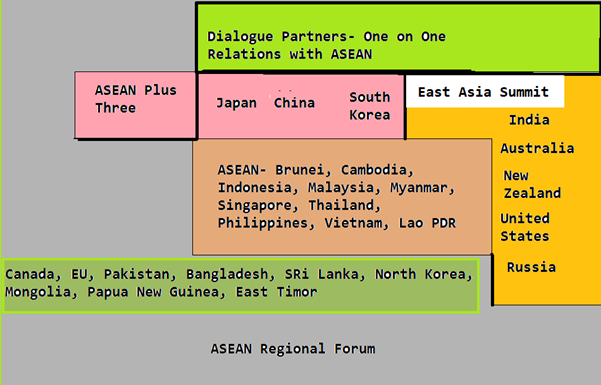 Dialogue Partners- One on One
Relations with ASEAN
ASEAN Plus
Three
Japan China
South
Korea
East Asia Summit
India
Australia
New
Zealand
United
States
Russia
ASEAN- Brunei, Cambodia,
Indonesia, Malaysia, Myanmar,
Singapore, Thailand,
Philippines, Vietnam, Lao PDR
Canada, EU, Pakistan, Bangladesh, SRi Lanka, North Korea,
Mongolia, Papua New Guinea, East Timor
ASEAN Regional Forum